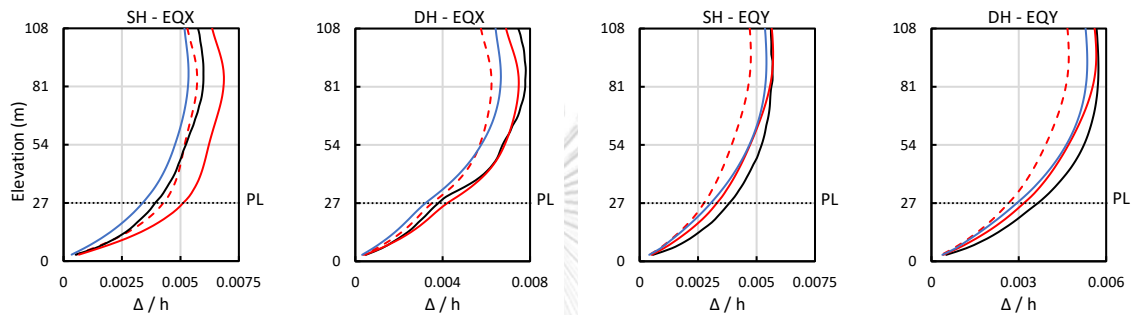 SH - EQX
108
81
54
27
0
Elevation (m)
PL
0 0.0025 0.005 0.0075
Δ / h
DH - EQX
108
81
54
27
0
PL
0 0.004 0.008
Δ / h
SH - EQY
108
81
54
27
0
PL
0 0.0025 0.005 0.0075
Δ / h
DH - EQY
108
81
54
27
0
PL
0 0.003 0.006
Δ / h